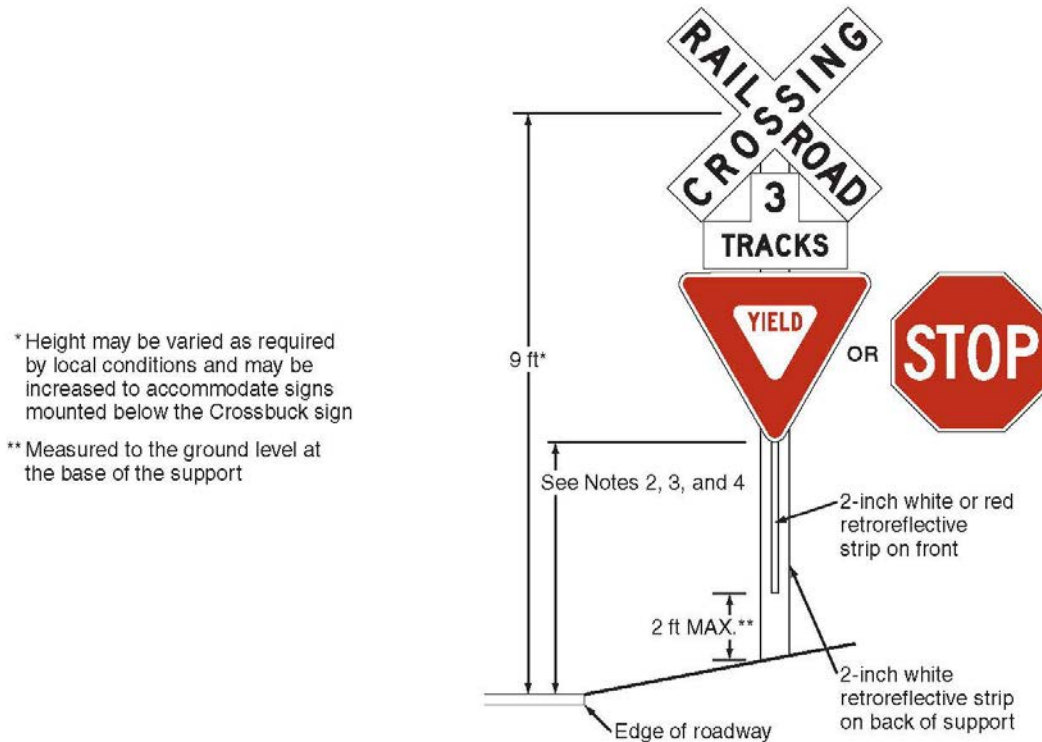 RAILROAD
CROSSING
3
TRACKS
YIELD
OR
STOP
9 ft*
* Height may be varied as required
by local conditions and may be
increased to accommodate signs
mounted below the Crossbuck sign
** Measured to the ground level at
the base of the support
See Notes 2, 3, and 4
2-inch white or red
retroreflective
strip on front
2 ft MAX.**
2-inch white
retroreflective strip
on back of support
Edge of roadway